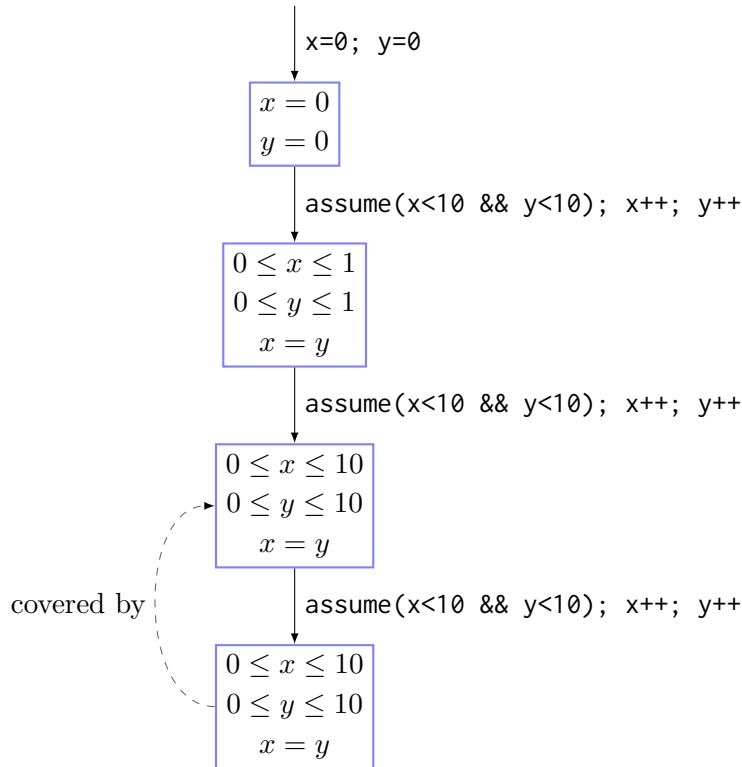 x=0; y=0
x = 0
y = 0
assume(x<10 && y<10); x++; y++
0 ≤ x ≤ 1
0 ≤ y ≤ 1
x = y
assume(x<10 && y<10); x++; y++
0 ≤ x ≤ 10
0 ≤ y ≤ 10
x = y
covered by
assume(x<10 && y<10); x++; y++
0 ≤ x ≤ 10
0 ≤ y ≤ 10
x = y